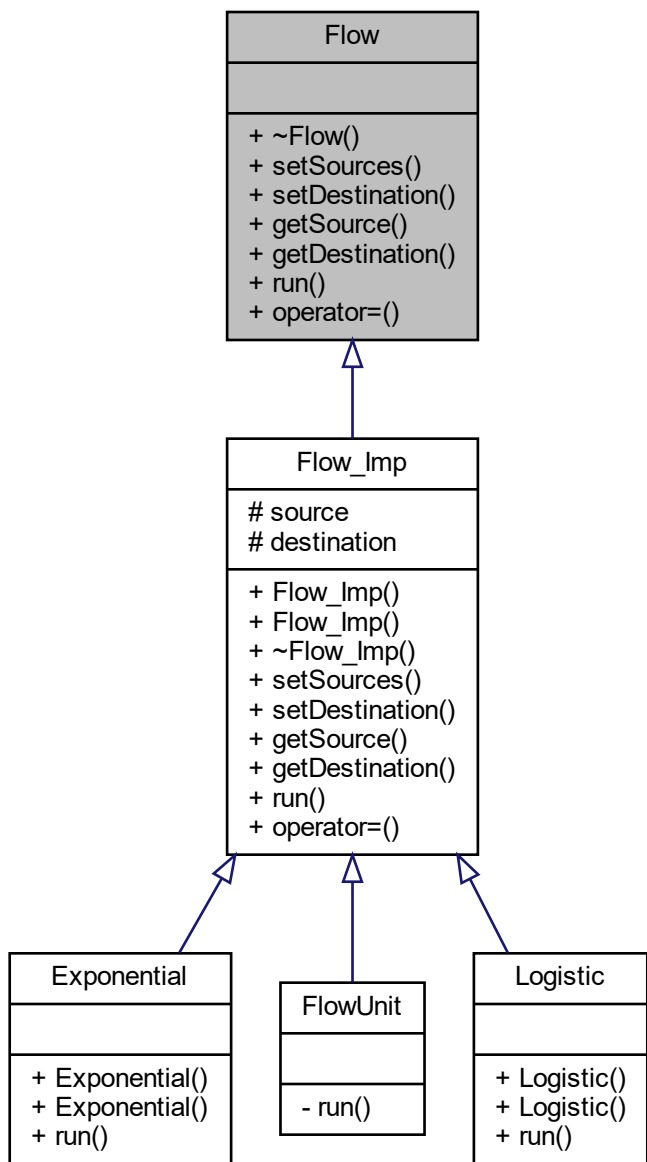 Flow
+ ~Flow()
+ setSources()
+ setDestination()
+ getSource()
+ getDestination()
+ run()
+ operator=()
Flow_Imp
# source
# destination
+ Flow_Imp()
+ Flow_Imp()
+ ~Flow_Imp()
+ setSources()
+ setDestination()
+ getSource()
+ getDestination()
+ run()
+ operator=()
Exponential
+ Exponential()
+ Exponential()
+ run()
FlowUnit
- run()
Logistic
+ Logistic()
+ Logistic()
+ run()